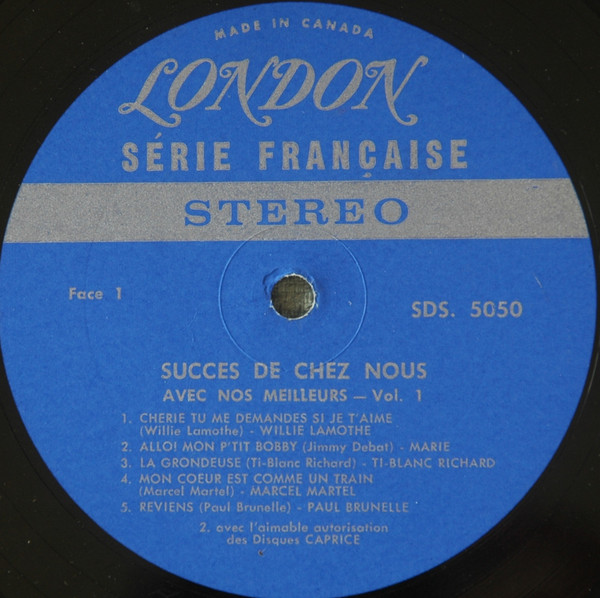 MADE IN CANADA
LONDON
SÉRIE FRANÇAISE
STEREO
Face 1
SDS. 5050
SUCCES DE CHEZ NOUS
AVEC NOS MEILLEURS — Vol. 1
1. CHERIE TU ME DEMANDES SI JE T'AIME
(Willie Lamothe) - WILLIE LAMOTHE
2. ALLO! MON P'TIT BOBBY (Jimmy Debat) - MARIE
3. LA GRONDEUSE (Ti-Blanc Richard) - TI-BLANC RICHARD
4. MON COEUR EST COMME UN TRAIN
(Marcel Martel) - MARCEL MARTEL
5. REVIENS (Paul Brunelle) - PAUL BRUNELLE
2. avec l'aimable autorisation
des Disques CAPRICE